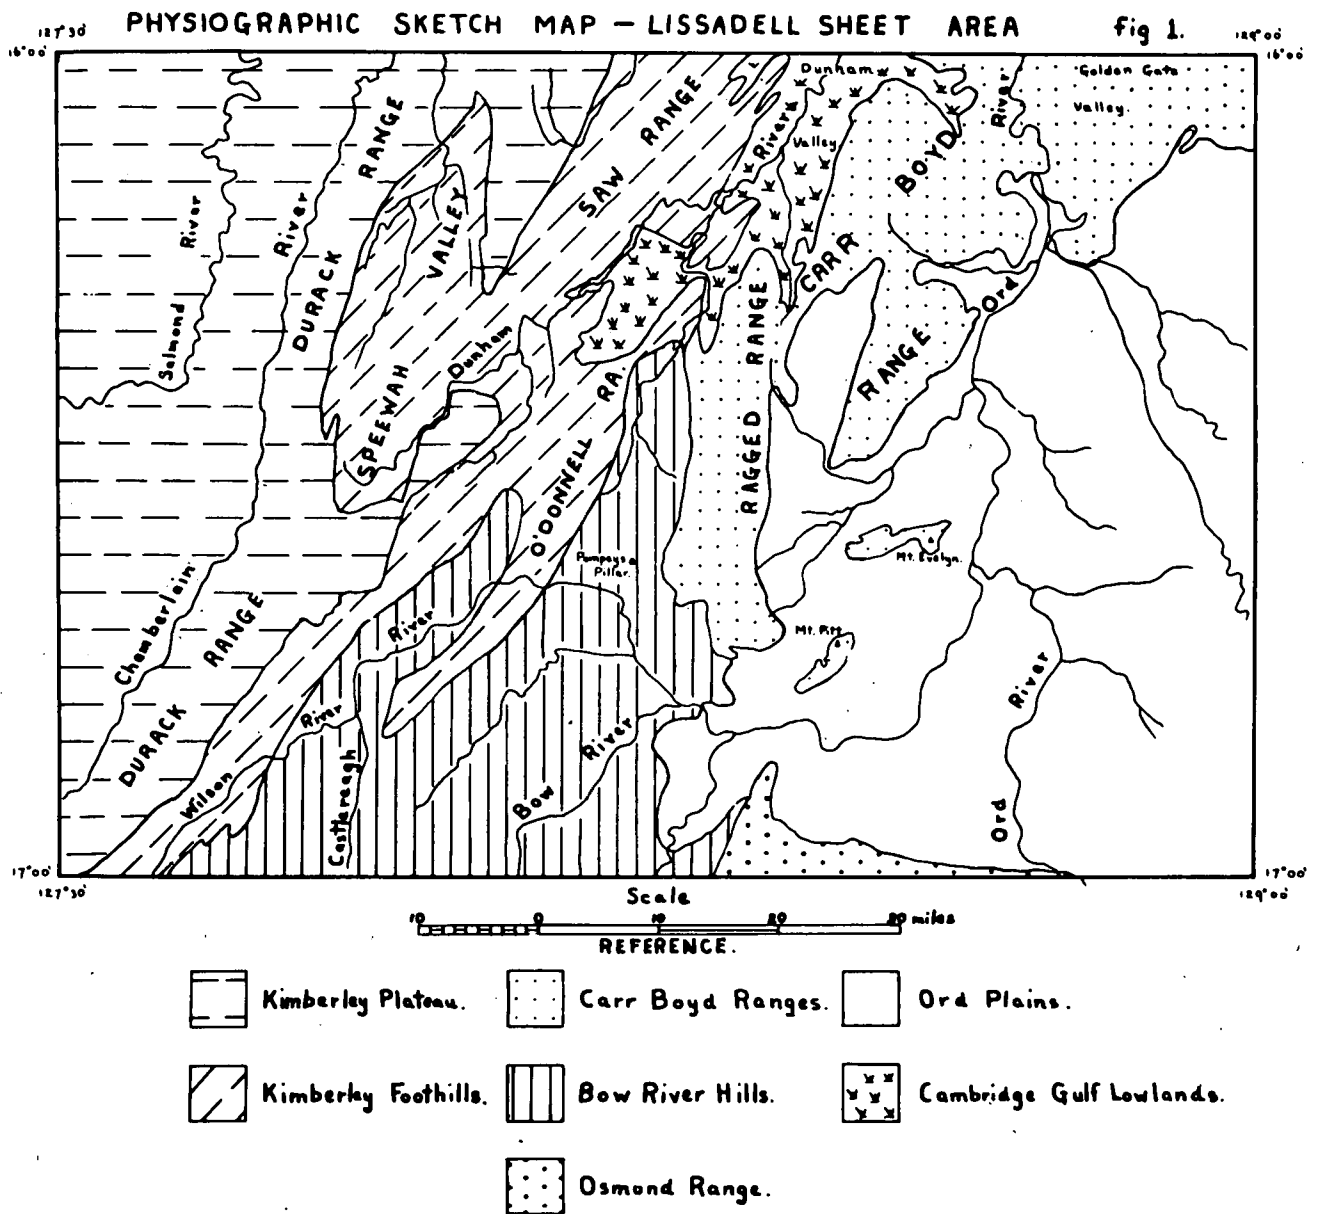 PHYSIOGRAPHIC SKETCH MAP – LISSADELL SHEET AREA fig 1.
127°30' 129°00'
16°00' 16°00'
Dunham
River
Valley
Golden Gate
Valley.
River
RANGE
DURACK
River
River
Salmond
VALLEY
SPEEWAH
SAW RANGE
Dunham
CARR BOYD
RANGE
Ord
RAGGED RANGE
O'DONNELL RA.
Pompeys
Pillar.
Mt. Evelyn.
Mt. Pitt
Chamberlain
DURACK RANGE
River
Wilson River
Castlereagh
Bow River
River
Ord
17°00' 17°00'
127°30' 129°00'
Scale
10 0 10 20 30 miles
REFERENCE.
Kimberley Plateau. Carr Boyd Ranges. Ord Plains.
Kimberley Foothills. Bow River Hills. Cambridge Gulf Lowlands.
Osmond Range.